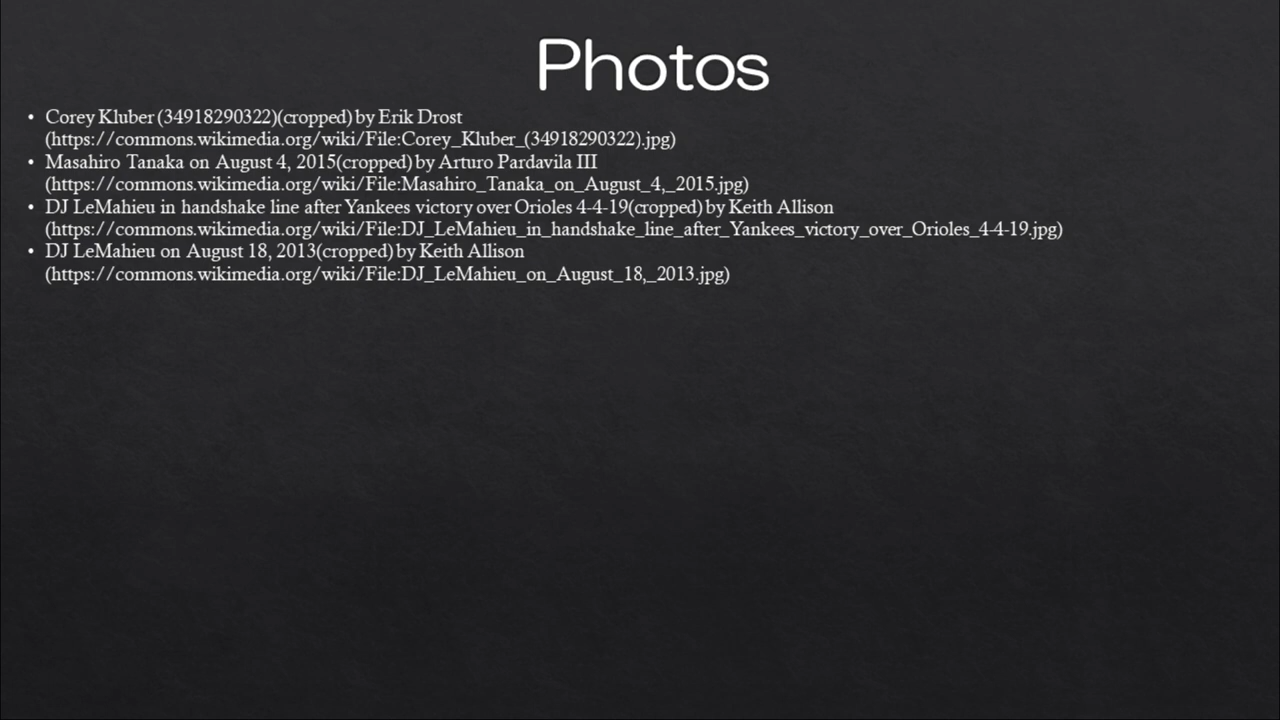 Photos
• Corey Kluber (34918290322)(cropped) by Erik Drost
(https://commons.wikimedia.org/wiki/File:Corey_Kluber_(34918290322).jpg)
• Masahiro Tanaka on August 4, 2015(cropped) by Arturo Pardavila III
(https://commons.wikimedia.org/wiki/File:Masahiro_Tanaka_on_August_4,_2015.jpg)
• DJ LeMahieu in handshake line after Yankees victory over Orioles 4-4-19(cropped) by Keith Allison
(https://commons.wikimedia.org/wiki/File:DJ_LeMahieu_in_handshake_line_after_Yankees_victory_over_Orioles_4-4-19.jpg)
• DJ LeMahieu on August 18, 2013(cropped) by Keith Allison
(https://commons.wikimedia.org/wiki/File:DJ_LeMahieu_on_August_18,_2013.jpg)